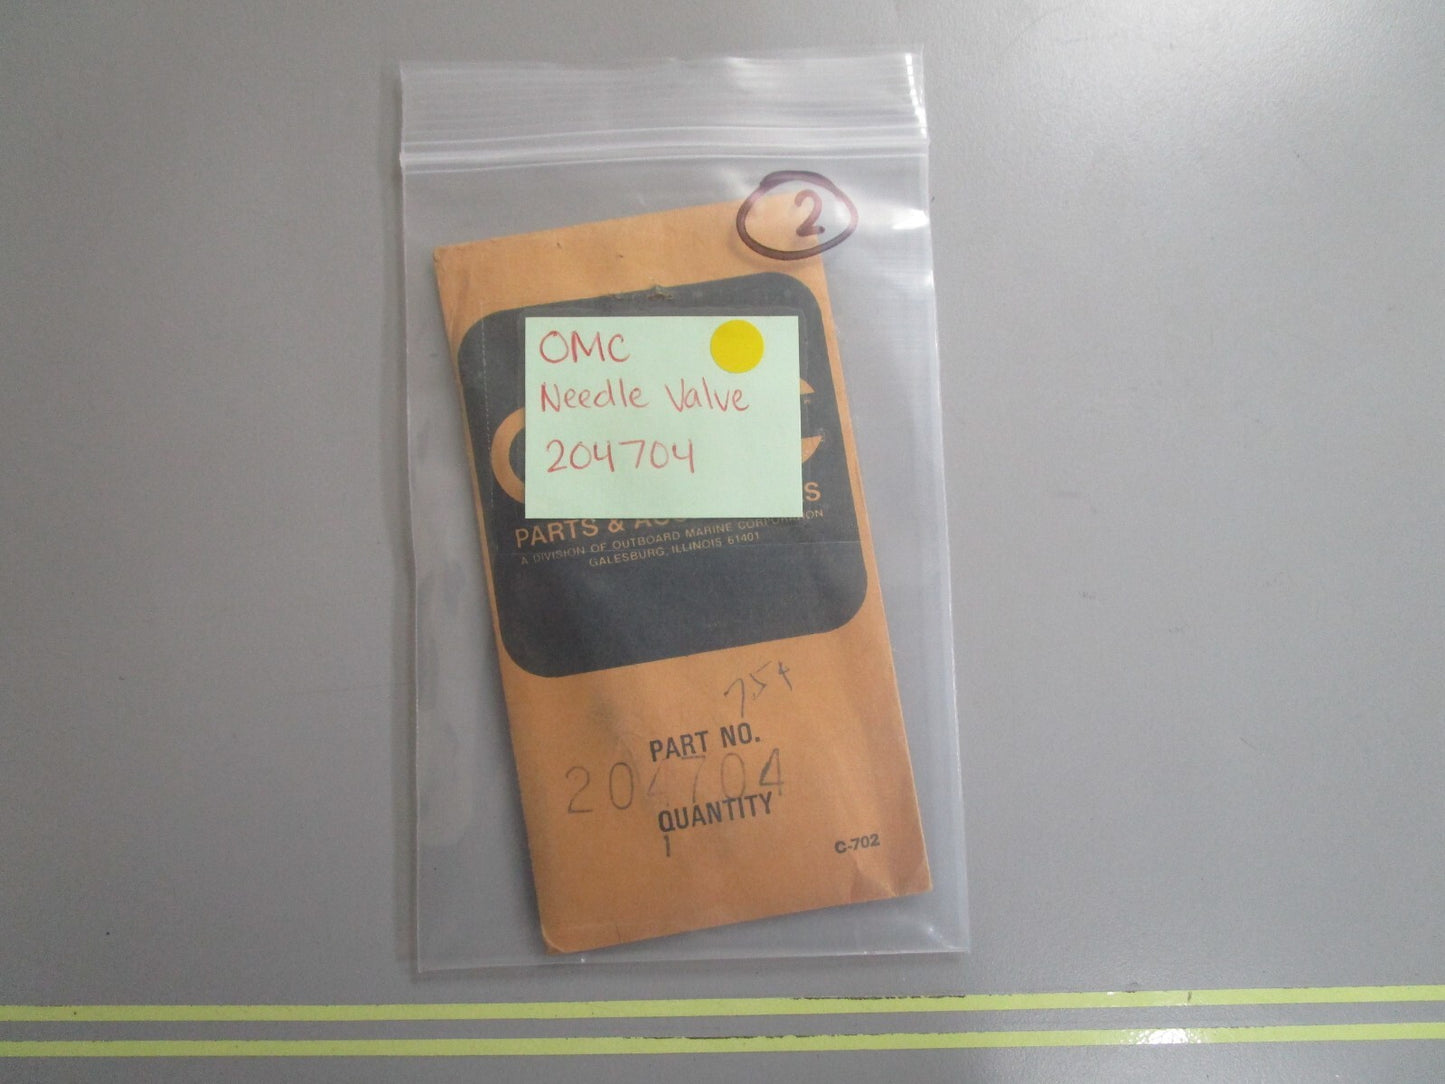 2
OMC
Needle Valve
204704
PARTS &
A DIVISION OF OUTBOARD MARINE CORPORATION
GALESBURG, ILLINOIS 61401
75¢
PART NO.
204704
QUANTITY
1
C-702